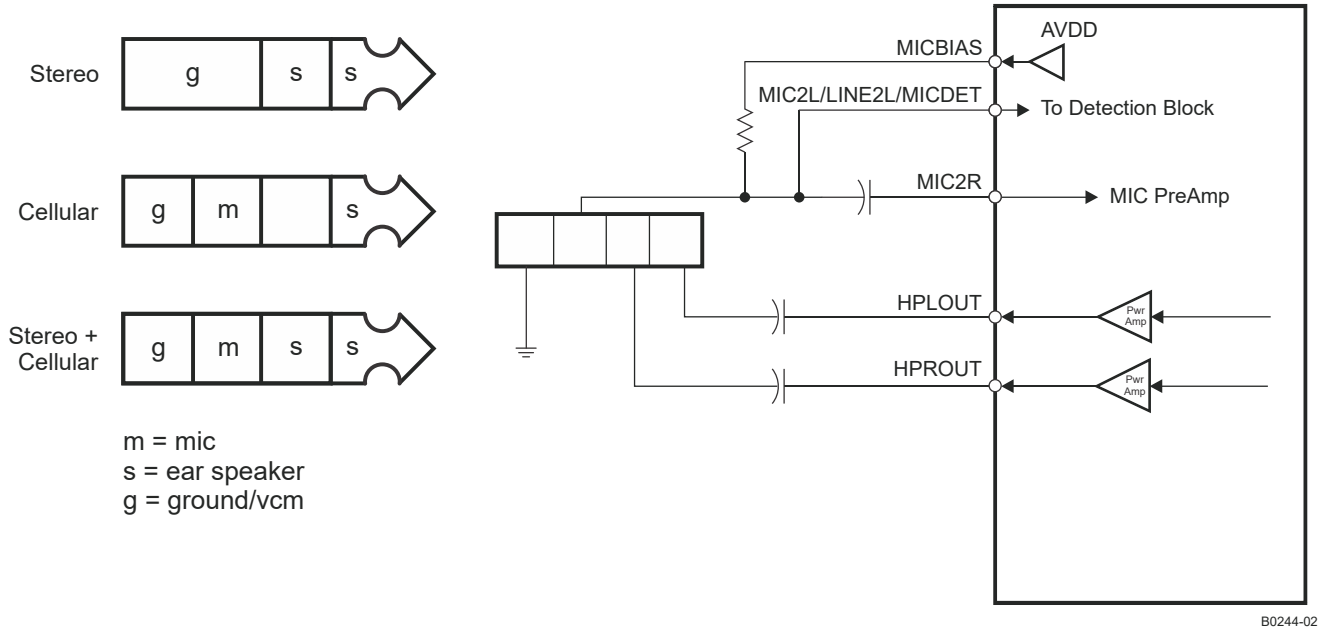 Stereo
g s s
Cellular
g m s
Stereo +
Cellular
g m s s
m = mic
s = ear speaker
g = ground/vcm
AVDD
MICBIAS
MIC2L/LINE2L/MICDET
To Detection Block
MIC2R
MIC PreAmp
HPLOUT
Pwr
Amp
HPROUT
Pwr
Amp
B0244-02